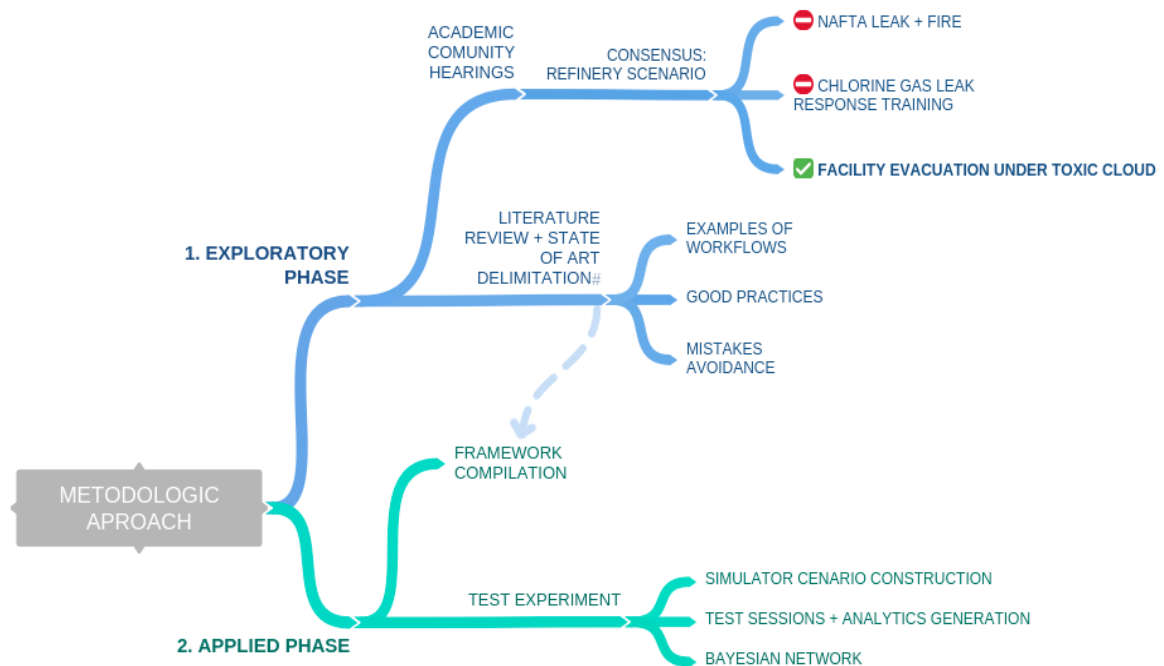 ACADEMIC
COMUNITY
HEARINGS
CONSENSUS:
REFINERY SCENARIO
NAFTA LEAK + FIRE
CHLORINE GAS LEAK
RESPONSE TRAINING
FACILITY EVACUATION UNDER TOXIC CLOUD
1. EXPLORATORY
PHASE
LITERATURE
REVIEW + STATE
OF ART
DELIMITATION#
EXAMPLES OF
WORKFLOWS
GOOD PRACTICES
MISTAKES
AVOIDANCE
METODOLOGIC
APROACH
FRAMEWORK
COMPILATION
2. APPLIED PHASE
TEST EXPERIMENT
SIMULATOR CENARIO CONSTRUCTION
TEST SESSIONS + ANALYTICS GENERATION
BAYESIAN NETWORK